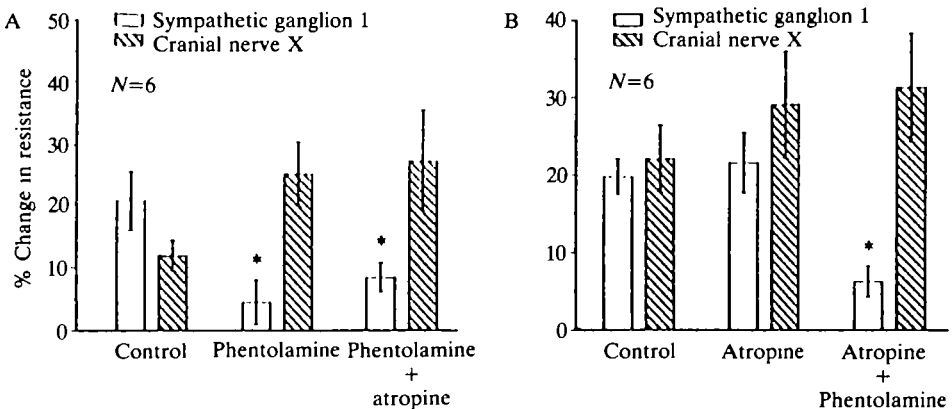 A
50
40
30
20
10
0
% Change in resistance
Sympathetic ganglion 1
Cranial nerve X
N=6
*
*
Control
Phentolamine
Phentolamine
+
atropine
B
40
30
20
10
0
Sympathetic ganglion 1
Cranial nerve X
N=6
*
Control
Atropine
Atropine
+
Phentolamine